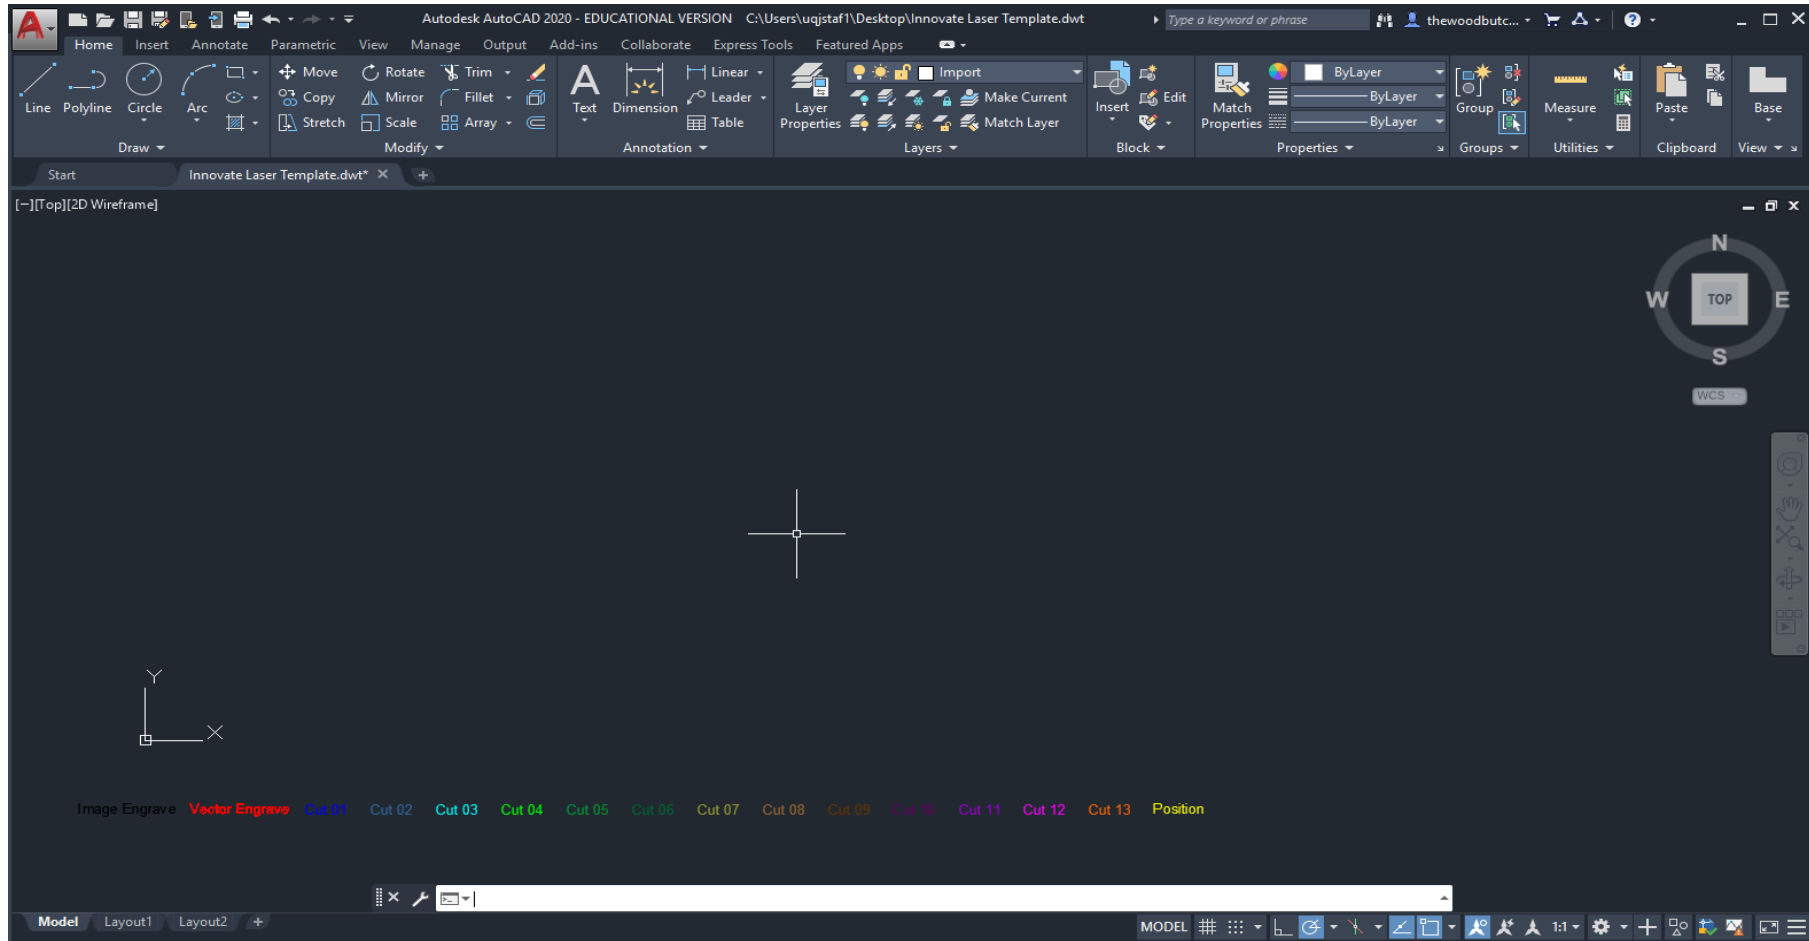 Autodesk AutoCAD 2020 - EDUCATIONAL VERSION C:\Users\uqjstaf1\Desktop\Innovate Laser Template.dwt Type a keyword or phrase thewoodbutc...
Home Insert Annotate Parametric View Manage Output Add-ins Collaborate Express Tools Featured Apps
Line Polyline Circle Arc
Move Rotate Trim
Copy Mirror Fillet
Stretch Scale Array
Text Dimension
Linear
Leader
Table
Layer Properties
Import
Make Current
Match Layer
Insert
Edit
Match Properties
ByLayer
ByLayer
ByLayer
Group
Measure
Paste
Base
Draw Modify Annotation Layers Block Properties Groups Utilities Clipboard View
Start Innovate Laser Template.dwt*
[−][Top][2D Wireframe]
N
W TOP E
S
WCS
Y
X
Image Engrave Vector Engrave Cut 01 Cut 02 Cut 03 Cut 04 Cut 05 Cut 06 Cut 07 Cut 08 Cut 09 Cut 11 Cut 12 Cut 13 Position
Model Layout1 Layout2 MODEL 1:1